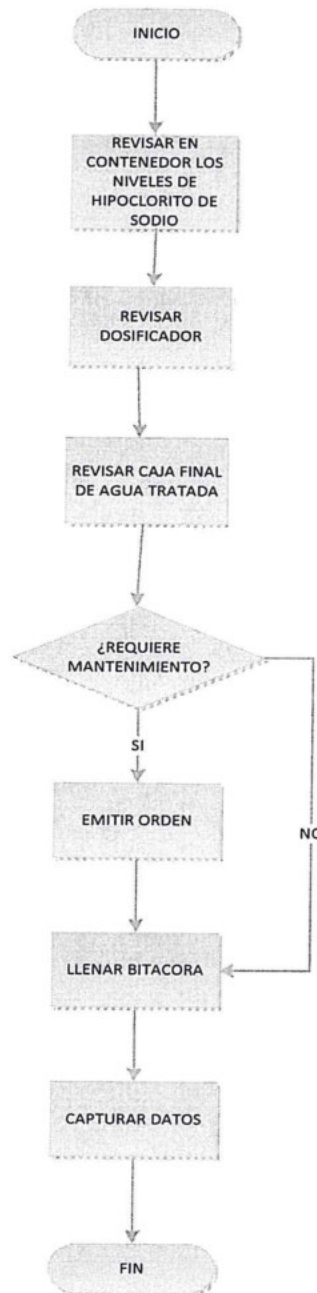 INICIO
REVISAR EN
CONTENEDOR LOS
NIVELES DE
HIPOCLORITO DE
SODIO
REVISAR
DOSIFICADOR
REVISAR CAJA FINAL
DE AGUA TRATADA
¿REQUIERE
MANTENIMIENTO?
SI
EMITIR ORDEN
NO
LLENAR BITACORA
CAPTURAR DATOS
FIN